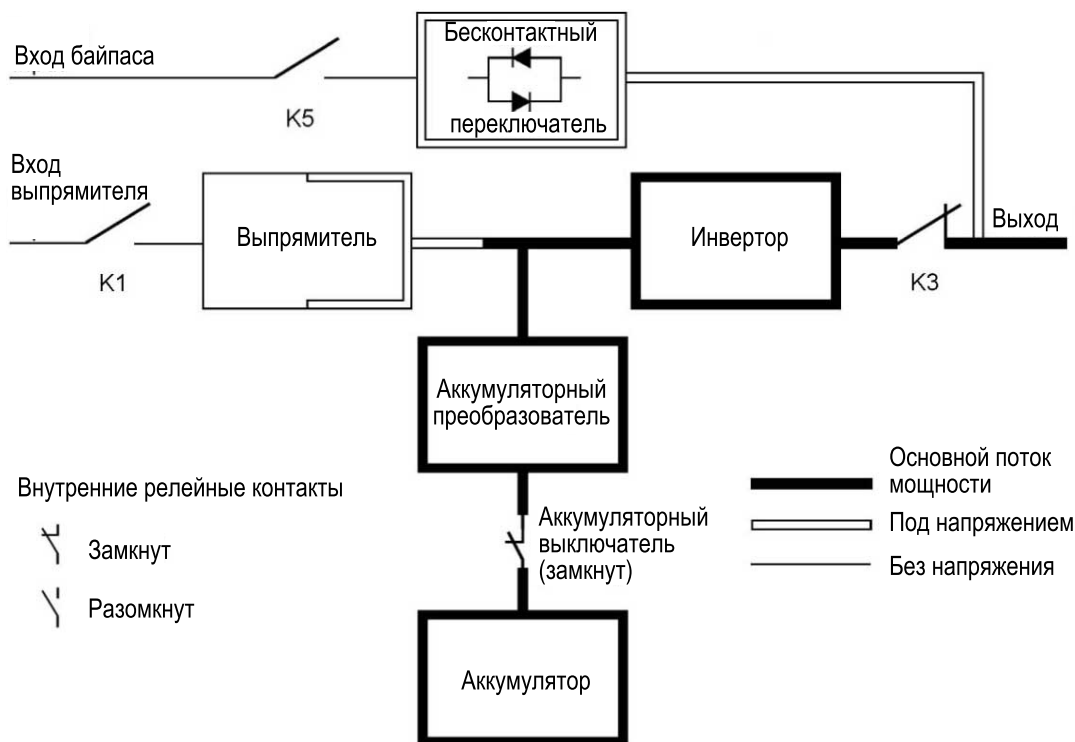 Вход байпаса
K5
Бесконтактный
переключатель
Вход
выпрямителя
K1
Выпрямитель
Инвертор
K3
Выход
Аккумуляторный
преобразователь
Внутренние релейные контакты
Замкнут
Разомкнут
Аккумуляторный
выключатель
(замкнут)
Аккумулятор
Основной поток
мощности
Под напряжением
Без напряжения